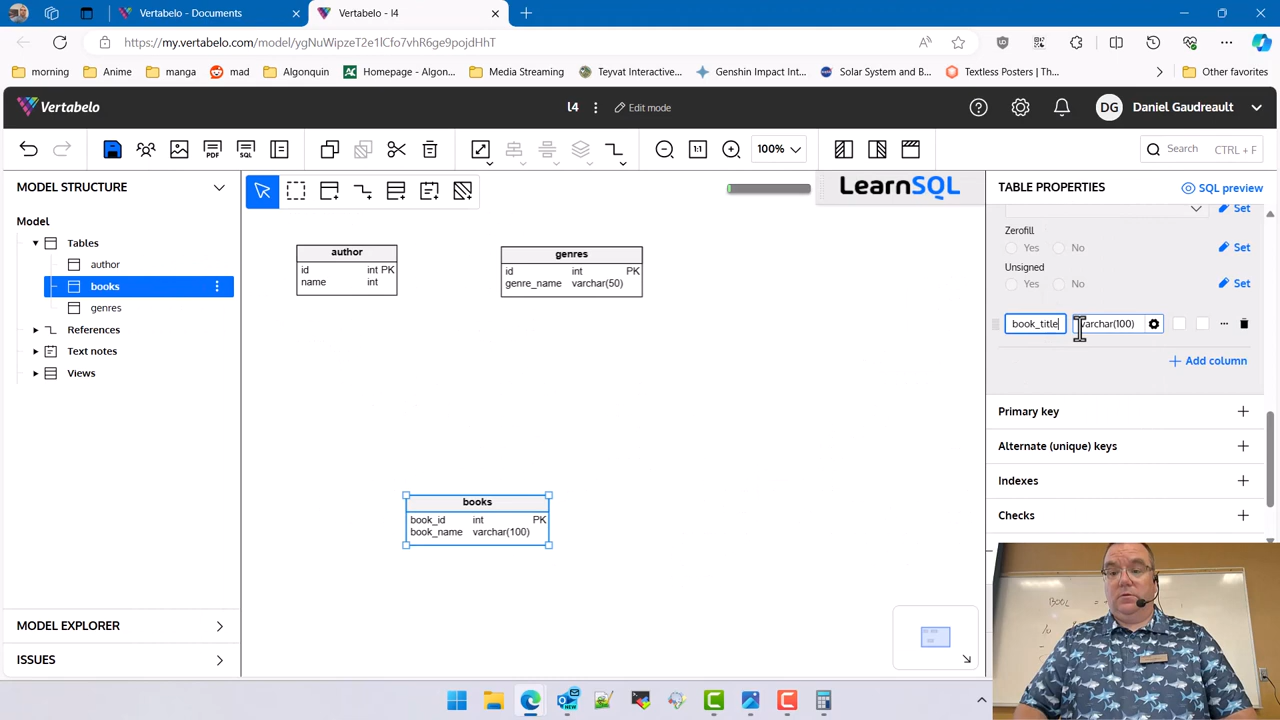 Vertabelo - Documents
Vertabelo - l4
https://my.vertabelo.com/model/ygNuWipzeT2e1lCfo7vhR6ge9pojdHhT
morning
Anime
manga
mad
Algonquin
Homepage - Algon...
Media Streaming
Teyvat Interactive...
Genshin Impact Int...
Solar System and B...
Textless Posters | Th...
Other favorites
Vertabelo
l4
Edit mode
DG
Daniel Gaudreault
PDF
SQL
1:1
100%
Search
CTRL + F
MODEL STRUCTURE
Model
Tables
author
books
genres
References
Text notes
Views
MODEL EXPLORER
ISSUES
LearnSQL
author
id int PK
name int
genres
id int PK
genre_name varchar(50)
books
book_id int PK
book_name varchar(100)
TABLE PROPERTIES
SQL preview
Set
Zerofill
Yes No Set
Unsigned
Yes No Set
book_title varchar(100)
Add column
Primary key
Alternate (unique) keys
Indexes
Checks
BOOK